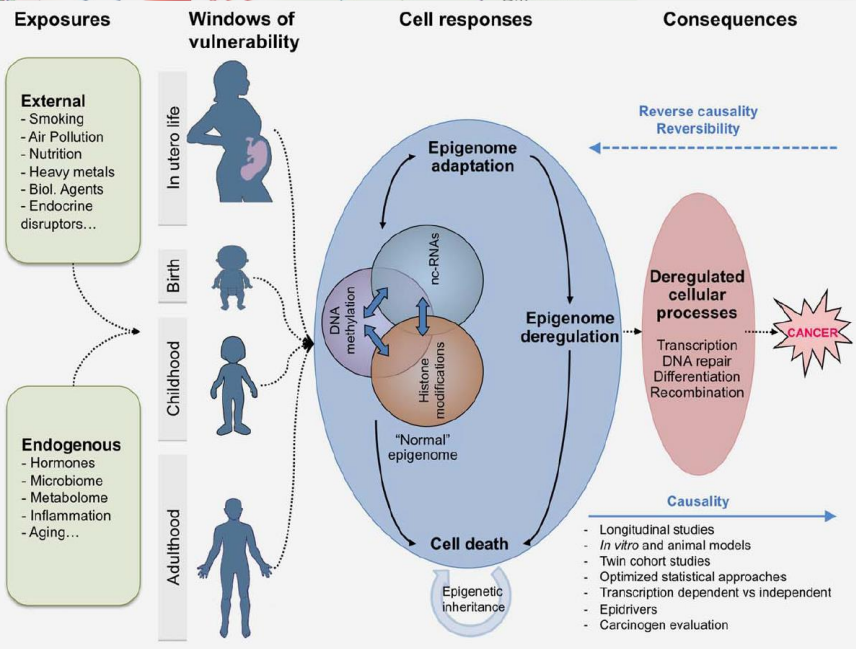 Exposures
Windows of
vulnerability
Cell responses
Consequences
External
- Smoking
- Air Pollution
- Nutrition
- Heavy metals
- Biol. Agents
- Endocrine
disruptors…
Endogenous
- Hormones
- Microbiome
- Metabolome
- Inflammation
- Aging…
In utero life
Birth
Childhood
Adulthood
Epigenome
adaptation
nc-RNAs
DNA
methylation
Histone
modifications
"Normal"
epigenome
Epigenome
deregulation
Cell death
Epigenetic
inheritance
Reverse causality
Reversibility
Deregulated
cellular
processes
Transcription
DNA repair
Differentiation
Recombination
CANCER
Causality
- Longitudinal studies
- In vitro and animal models
- Twin cohort studies
- Optimized statistical approaches
- Transcription dependent vs independent
- Epidrivers
- Carcinogen evaluation